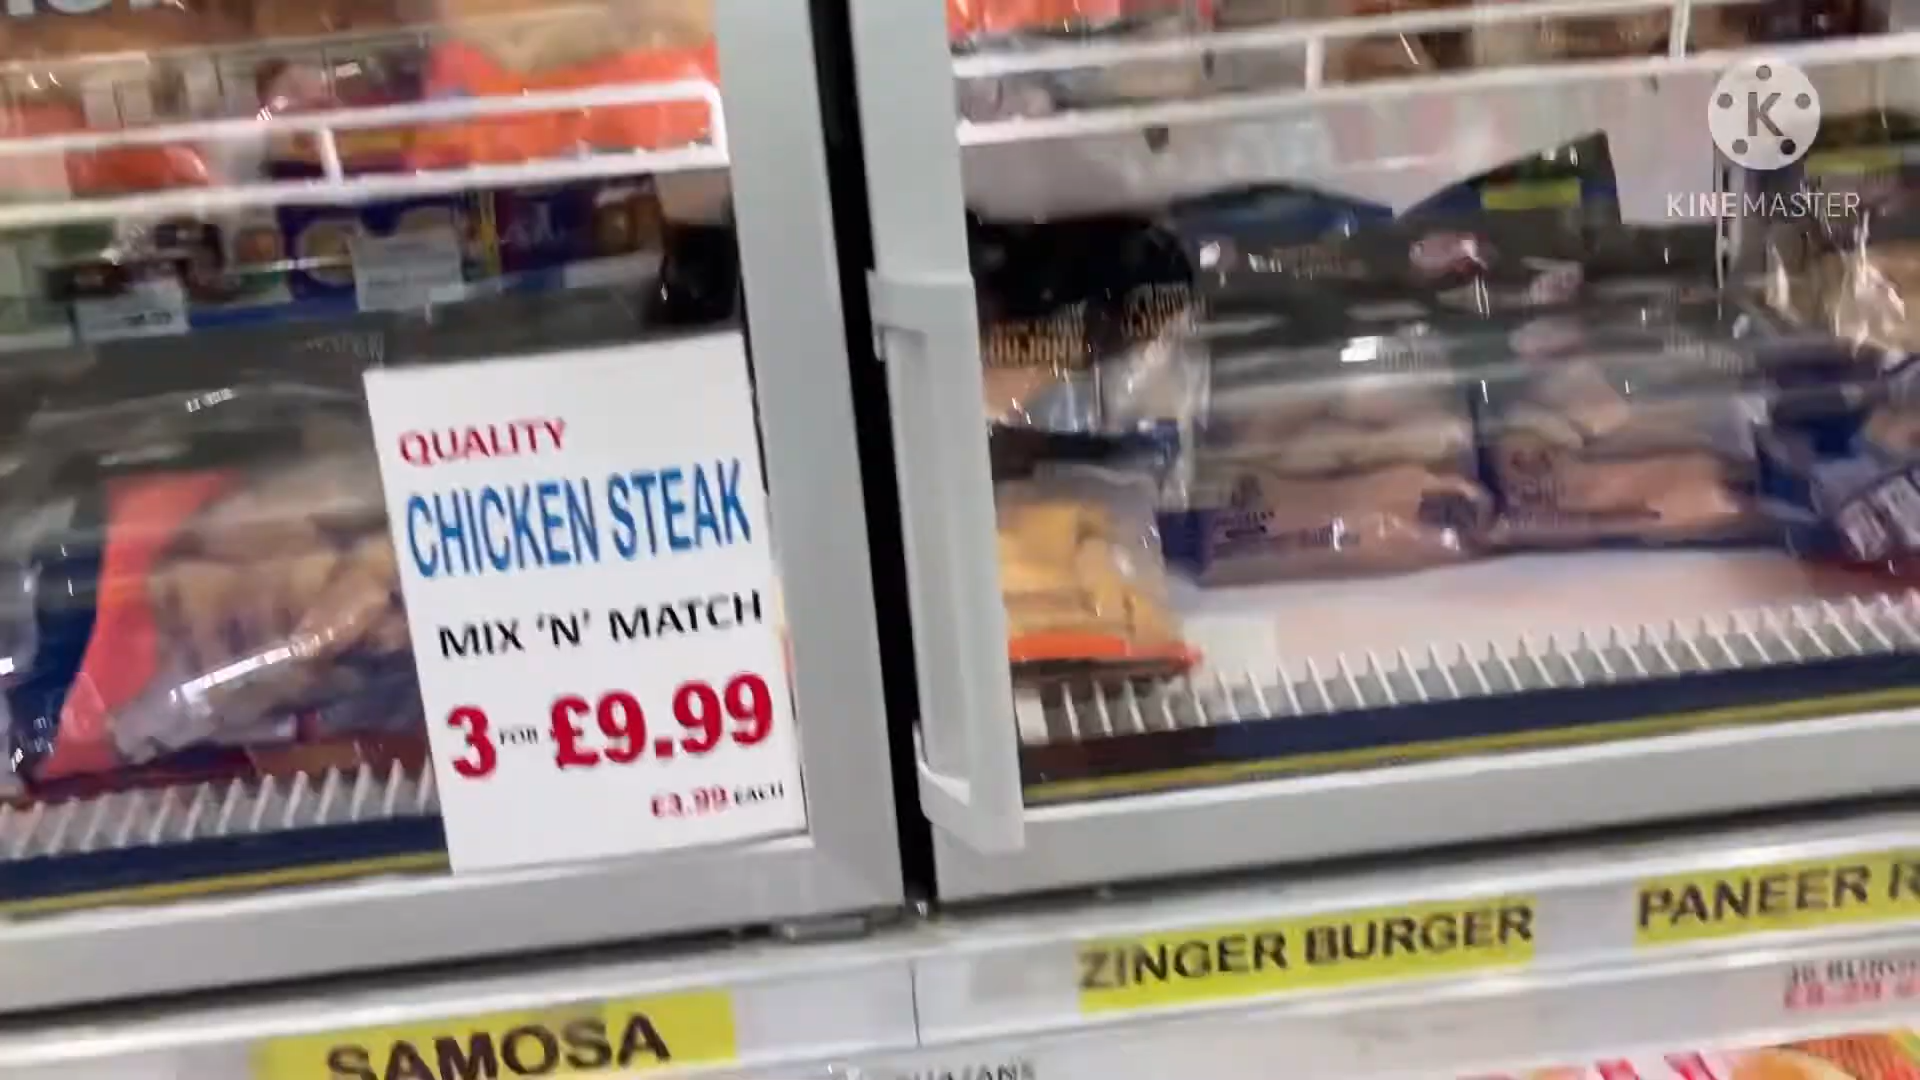 K
KINEMASTER
QUALITY
CHICKEN STEAK
MIX 'N' MATCH
3 FOR £9.99
£3.99 EACH
ZINGER BURGER
PANEER
SAMOSA